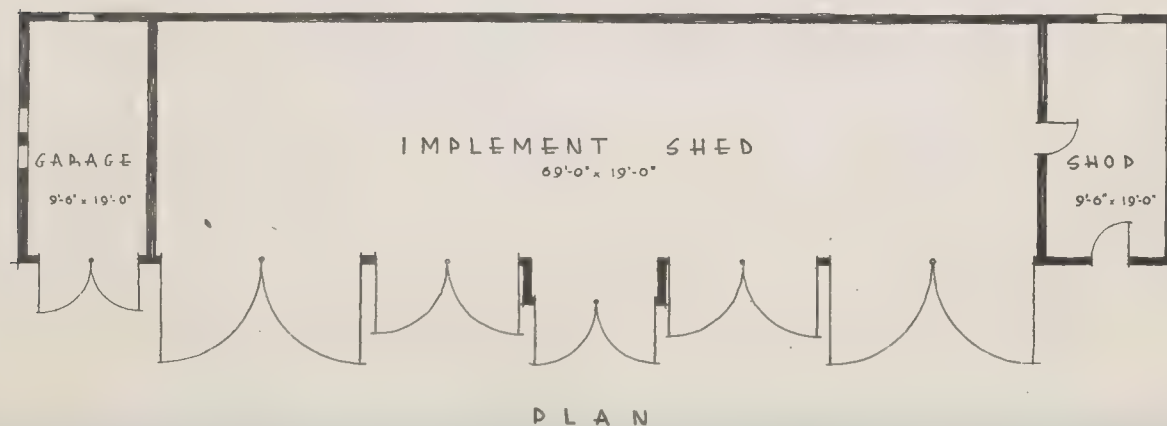 IMPLEMENT SHED
69'-0" x 19'-0"
GARAGE
9'-6" x 19'-0"
SHOP
9'-6" x 19'-0"
PLAN